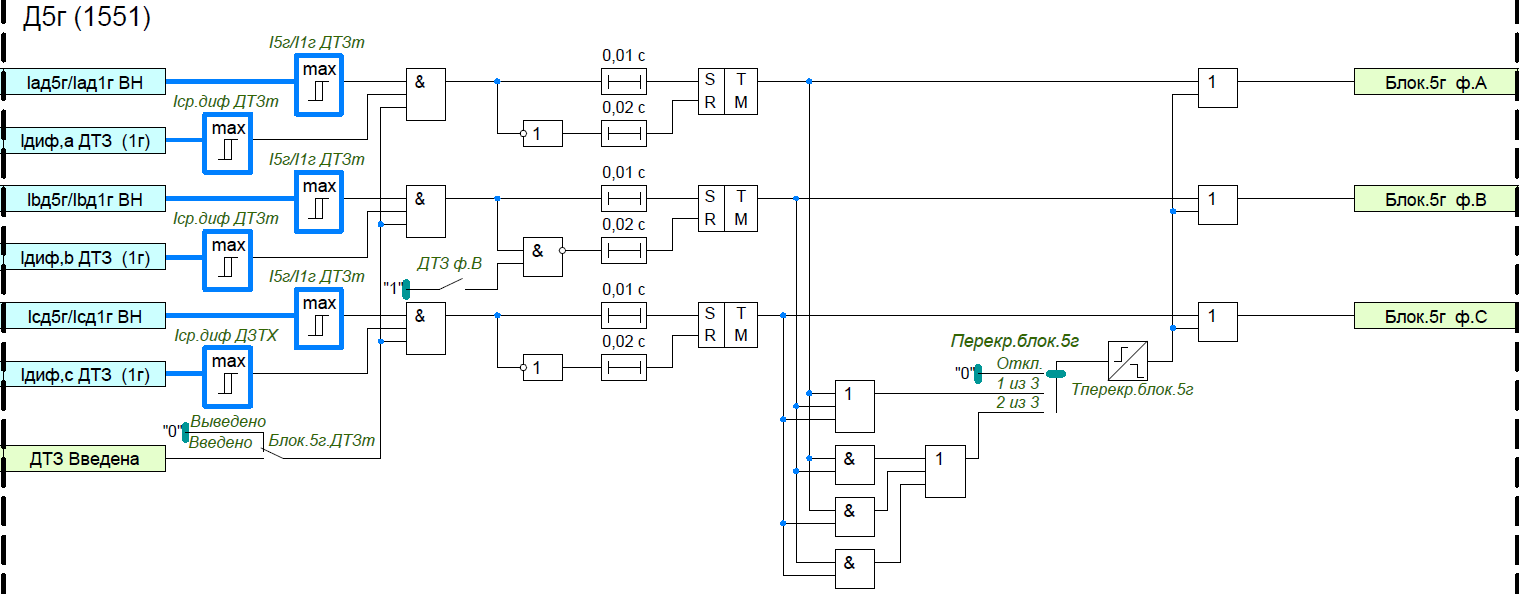 Д5г (1551)
I5г/I1г ДТЗт
0,01 с
Iад5г/Iад1г ВН
max
&
S T
R M
1
Блок.5г ф.А
Iср.диф ДТЗт
0,02 с
max
Iдиф,a ДТЗ (1г)
1
I5г/I1г ДТЗт
0,01 с
Ibд5г/Ibд1г ВН
max
&
S T
R M
1
Блок.5г ф.В
Iср.диф ДТЗт
0,02 с
max
Iдиф,b ДТЗ (1г)
&
ДТЗ ф.В
"1"
I5г/I1г ДТЗт
0,01 с
Iсд5г/Iсд1г ВН
max
&
S T
R M
1
Блок.5г ф.С
Iср.диф ДЗТХ
0,02 с
max
Iдиф,с ДТЗ (1г)
1
Перекр.блок.5г
"0"
Откл.
1 из 3
2 из 3
Тперекр.блок.5г
1
"0"
Выведено
Введено
Блок.5г.ДТЗт
ДТЗ Введена
&
1
&
&